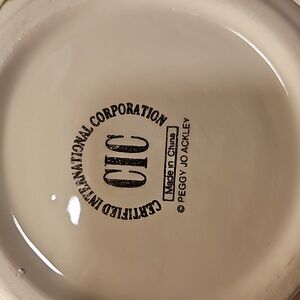 CERTIFIED INTERNATIONAL CORPORATION
CIC
Made in China
© PEGGY JO ACKLEY